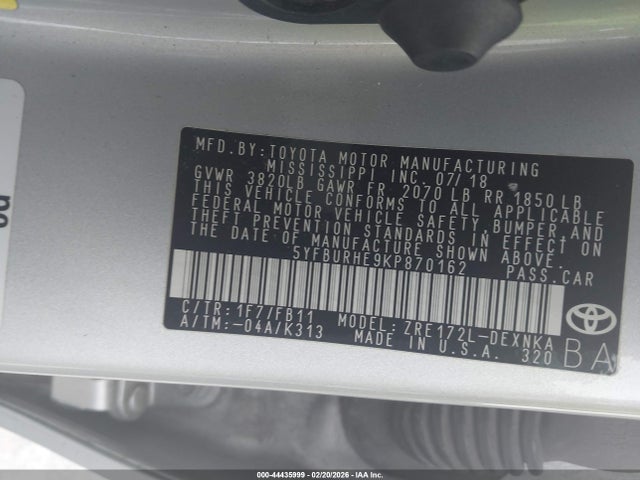 MFD. BY: TOYOTA MOTOR MANUFACTURING
MISSISSIPPI INC. 07/18
GVWR 3820LB GAWR FR. 2070 LB RR 1850 LB
THIS VEHICLE CONFORMS TO ALL APPLICABLE
FEDERAL MOTOR VEHICLE SAFETY, BUMPER, AND
THEFT PREVENTION STANDARDS IN EFFECT ON
THE DATE OF MANUFACTURE SHOWN ABOVE.
5YFBURHE9KP870162 PASS.CAR
C/TR: 1F7/FB11 MODEL: ZRE172L-DEXNKA
A/TM: -04A/K313 MADE IN U.S.A. 320
BA
000-44435999 - 02/20/2026 - IAAI, Inc.